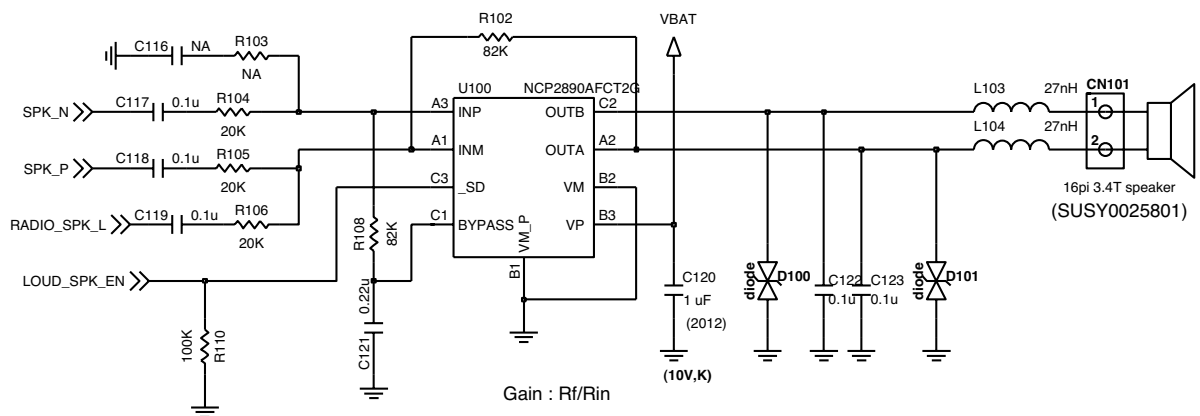 R102
82K
VBAT
C116
NA
R103
NA
SPK_N
C117
0.1u
R104
20K
SPK_P
C118
0.1u
R105
20K
RADIO_SPK_L
C119
0.1u
R106
20K
LOUD_SPK_EN
100K
R110
R108
82K
0.22u
C121
U100
NCP2890AFCT2G
A3
INP
OUTB
C2
A1
INM
OUTA
A2
C3
_SD
VM
B2
C1
BYPASS
VM_P
VP
B3
B1
C120
1 uF
(2012)
(10V,K)
diode
D100
C122
0.1u
C123
0.1u
diode
D101
L103
27nH
L104
27nH
CN101
1
2
16pi 3.4T speaker
(SUSY0025801)
Gain : Rf/Rin